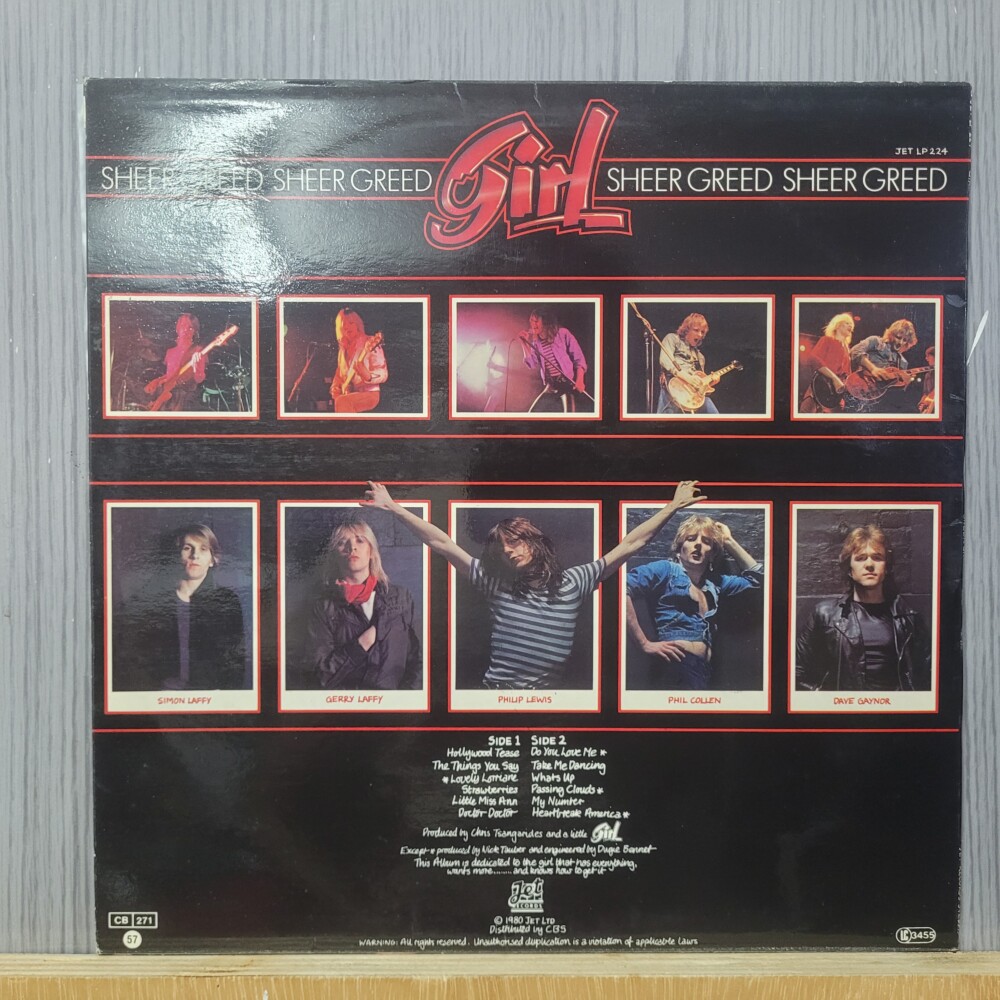 JET LP 224
SHEER GREED SHEER GREED Girl SHEER GREED SHEER GREED
SIMON LAFFY
GERRY LAFFY
PHILIP LEWIS
PHIL COLLEN
DAVE GAYNOR
SIDE 1 SIDE 2
Hollywood Tease Do You Love Me *
The Things You Say Take Me Dancing
* Lovely Lorraine Whats Up
Strawberries Passing Clouds *
Little Miss Ann My Number
Doctor Doctor Heartbreak America *
Produced by Chris Tsangarides and a little Girl
Except * produced by Nick Tauber and engineered by Dugie Bennet
This Album is dedicated to the girl that has everything,
wants more....... and knows how to get it
Jet
RECORDS
© 1980 JET LTD
Distributed by CBS
WARNING: All rights reserved. Unauthorised duplication is a violation of applicable laws
CB 271
57
LC 3455